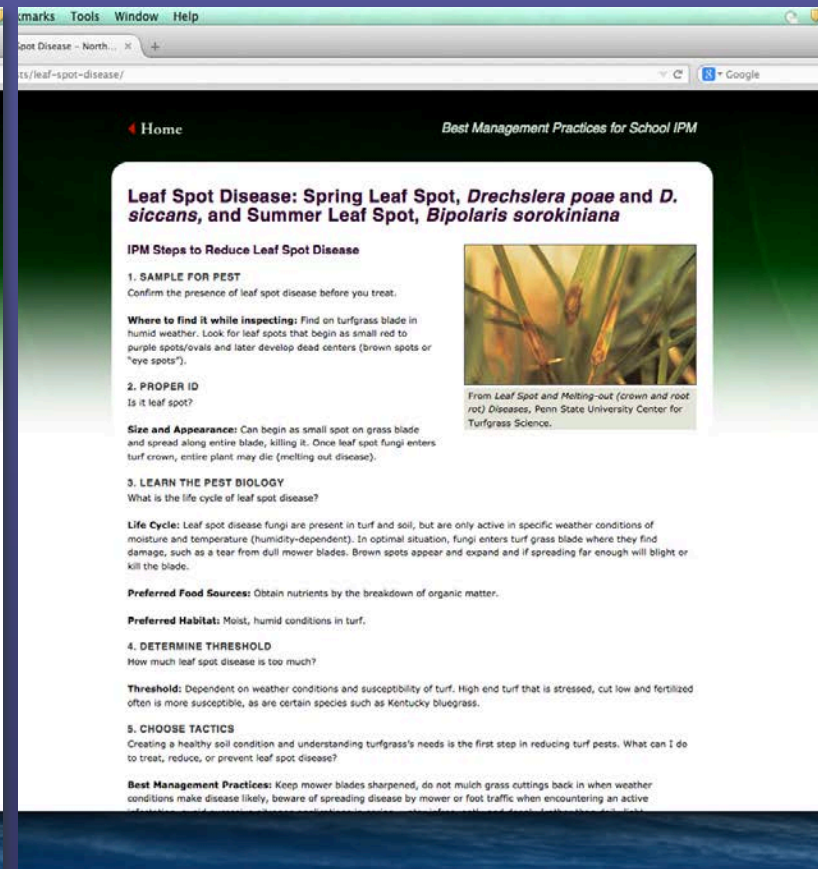 kmarks Tools Window Help
Spot Disease – North... × +
ts/leaf-spot-disease/
Google
Home
Best Management Practices for School IPM
Leaf Spot Disease: Spring Leaf Spot, Drechslera poae and D.
siccans, and Summer Leaf Spot, Bipolaris sorokiniana
IPM Steps to Reduce Leaf Spot Disease
1. SAMPLE FOR PEST
Confirm the presence of leaf spot disease before you treat.
Where to find it while inspecting: Find on turfgrass blade in
humid weather. Look for leaf spots that begin as small red to
purple spots/ovals and later develop dead centers (brown spots or
"eye spots").
2. PROPER ID
Is it leaf spot?
Size and Appearance: Can begin as small spot on grass blade
and spread along entire blade, killing it. Once leaf spot fungi enters
turf crown, entire plant may die (melting out disease).
From Leaf Spot and Melting-out (crown and root
rot) Diseases, Penn State University Center for
Turfgrass Science.
3. LEARN THE PEST BIOLOGY
What is the life cycle of leaf spot disease?
Life Cycle: Leaf spot disease fungi are present in turf and soil, but are only active in specific weather conditions of
moisture and temperature (humidity-dependent). In optimal situation, fungi enters turf grass blade where they find
damage, such as a tear from dull mower blades. Brown spots appear and expand and if spreading far enough will blight or
kill the blade.
Preferred Food Sources: Obtain nutrients by the breakdown of organic matter.
Preferred Habitat: Moist, humid conditions in turf.
4. DETERMINE THRESHOLD
How much leaf spot disease is too much?
Threshold: Dependent on weather conditions and susceptibility of turf. High end turf that is stressed, cut low and fertilized
often is more susceptible, as are certain species such as Kentucky bluegrass.
5. CHOOSE TACTICS
Creating a healthy soil condition and understanding turfgrass's needs is the first step in reducing turf pests. What can I do
to treat, reduce, or prevent leaf spot disease?
Best Management Practices: Keep mower blades sharpened, do not mulch grass cuttings back in when weather
conditions make disease likely, beware of spreading disease by mower or foot traffic when encountering an active